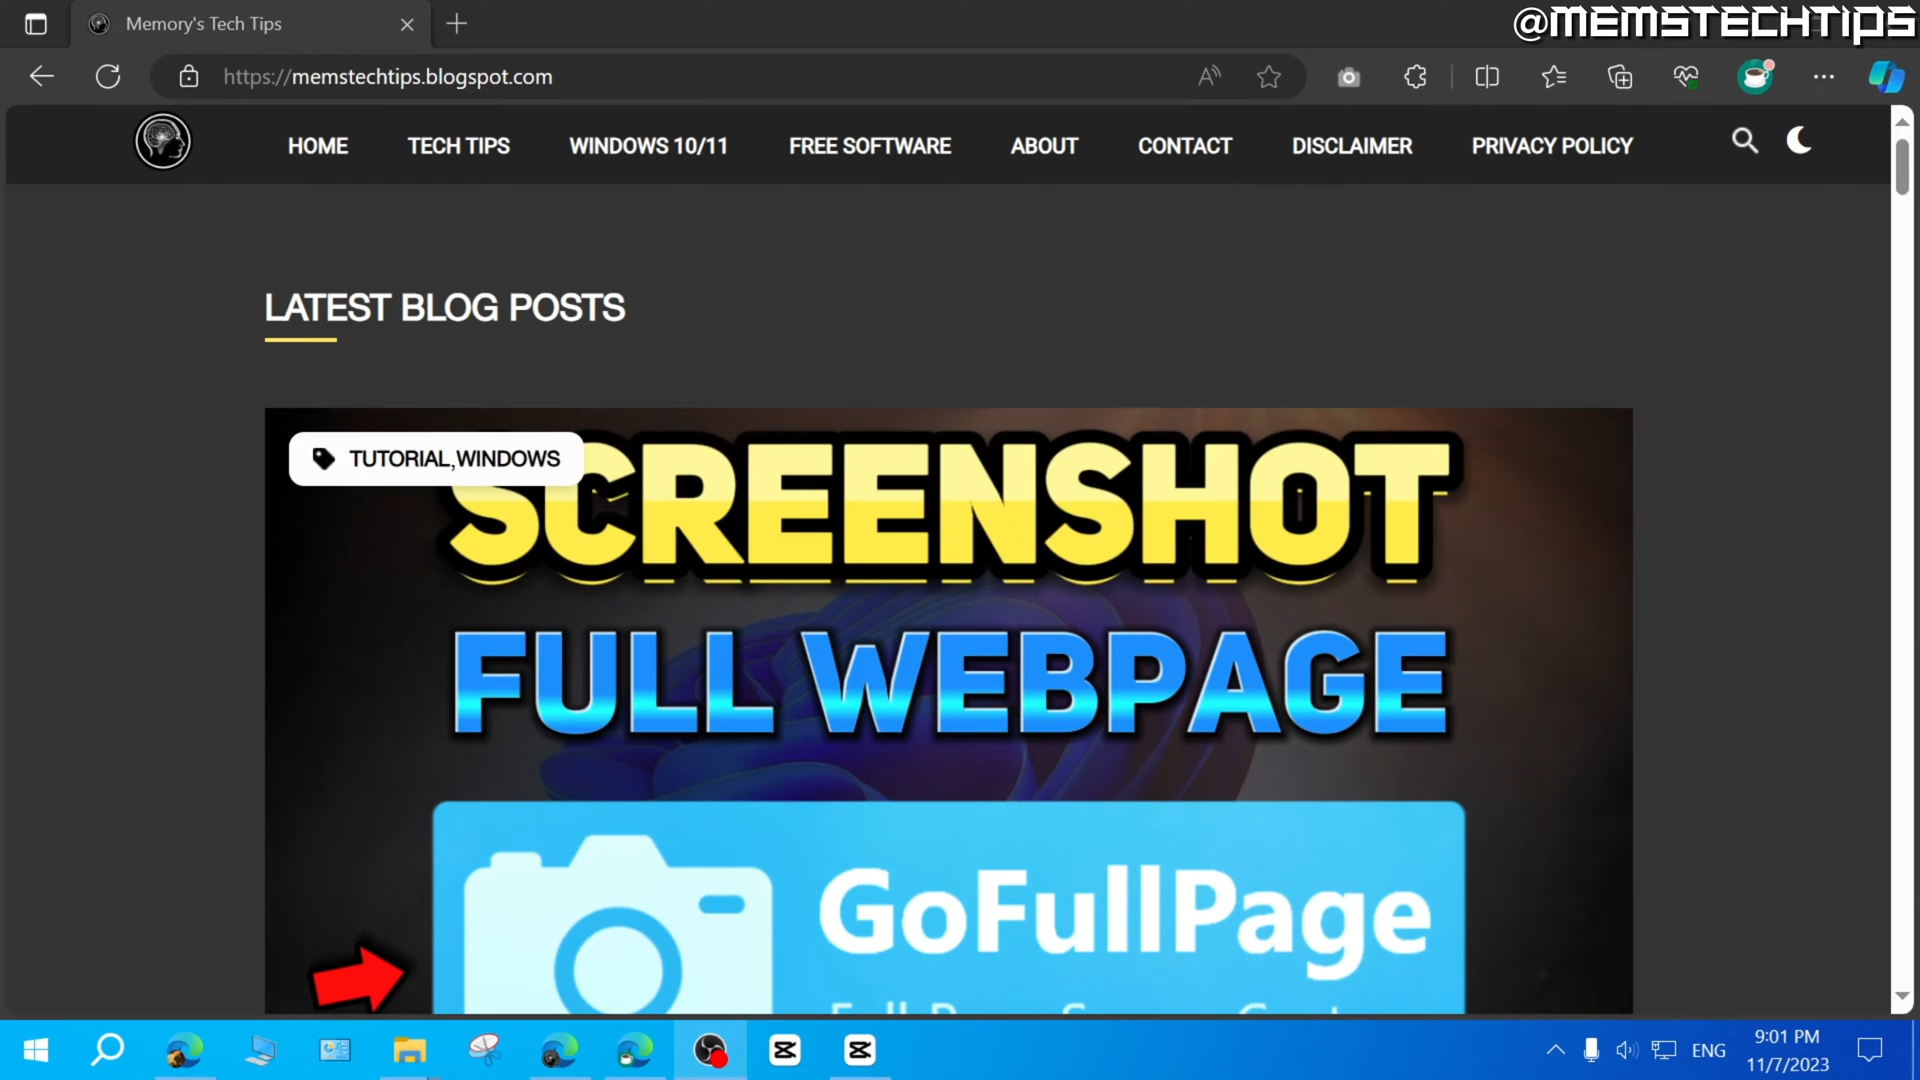 Memory's Tech Tips
@MEMSTECHTIPS
https://memstechtips.blogspot.com
HOME TECH TIPS WINDOWS 10/11 FREE SOFTWARE ABOUT CONTACT DISCLAIMER PRIVACY POLICY
LATEST BLOG POSTS
TUTORIAL,WINDOWS
SCREENSHOT
FULL WEBPAGE
GoFullPage
ENG
9:01 PM
11/7/2023